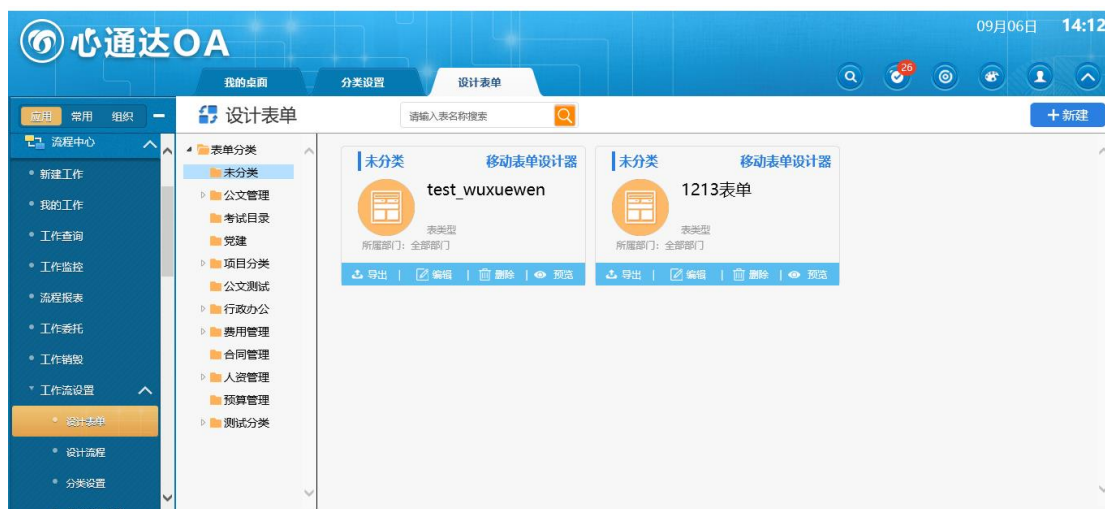 心通达OA
09月06日 14:12
我的桌面 分类设置 设计表单
26
应用 常用 组织
设计表单
请输入表名称搜索
新建
流程中心
新建工作
我的工作
工作查询
工作监控
流程报表
工作委托
工作销毁
工作流设置
设计表单
设计流程
分类设置
表单分类
未分类
公文管理
考试目录
党建
项目分类
公文测试
行政办公
费用管理
合同管理
人资管理
预算管理
测试分类
未分类 移动表单设计器
test_wuxuewen
表类型
所属部门：全部部门
导出 | 编辑 | 删除 | 预览
未分类 移动表单设计器
1213表单
表类型
所属部门：全部部门
导出 | 编辑 | 删除 | 预览